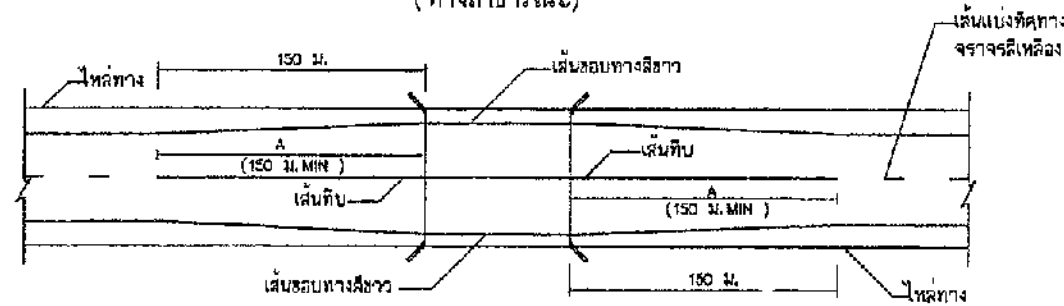 เส้นแบ่งทิศทาง
จราจรสีเหลือง
150 ม.
เส้นขอบทางสีขาว
ไหล่ทาง
A
(150 ม. MIN )
เส้นทึบ
เส้นทึบ
A
(150 ม. MIN )
เส้นขอบทางสีขาว
150 ม.
ไหล่ทาง